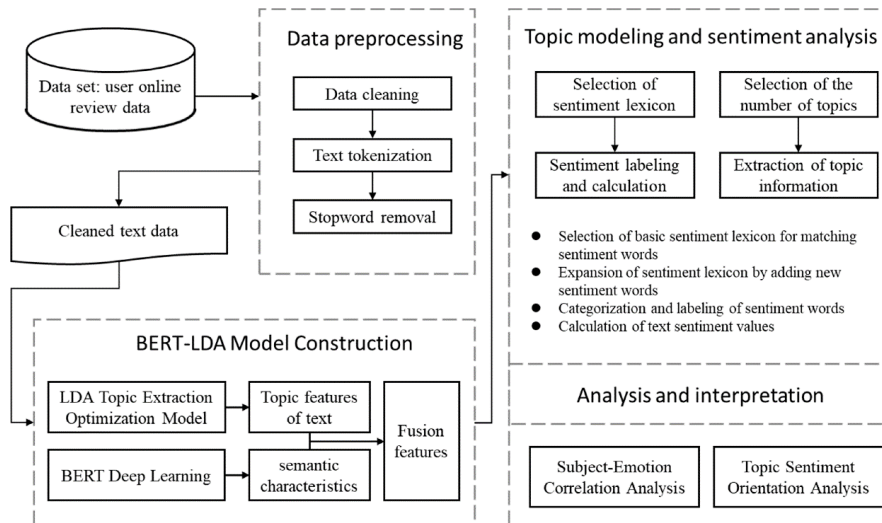 Data set: user online
review data
Data preprocessing
Data cleaning
Text tokenization
Stopword removal
Cleaned text data
BERT-LDA Model Construction
LDA Topic Extraction
Optimization Model
Topic features
of text
BERT Deep Learning
semantic
characteristics
Fusion
features
Topic modeling and sentiment analysis
Selection of
sentiment lexicon
Selection of the
number of topics
Sentiment labeling
and calculation
Extraction of topic
information
● Selection of basic sentiment lexicon for matching
sentiment words
● Expansion of sentiment lexicon by adding new
sentiment words
● Categorization and labeling of sentiment words
● Calculation of text sentiment values
Analysis and interpretation
Subject-Emotion
Correlation Analysis
Topic Sentiment
Orientation Analysis